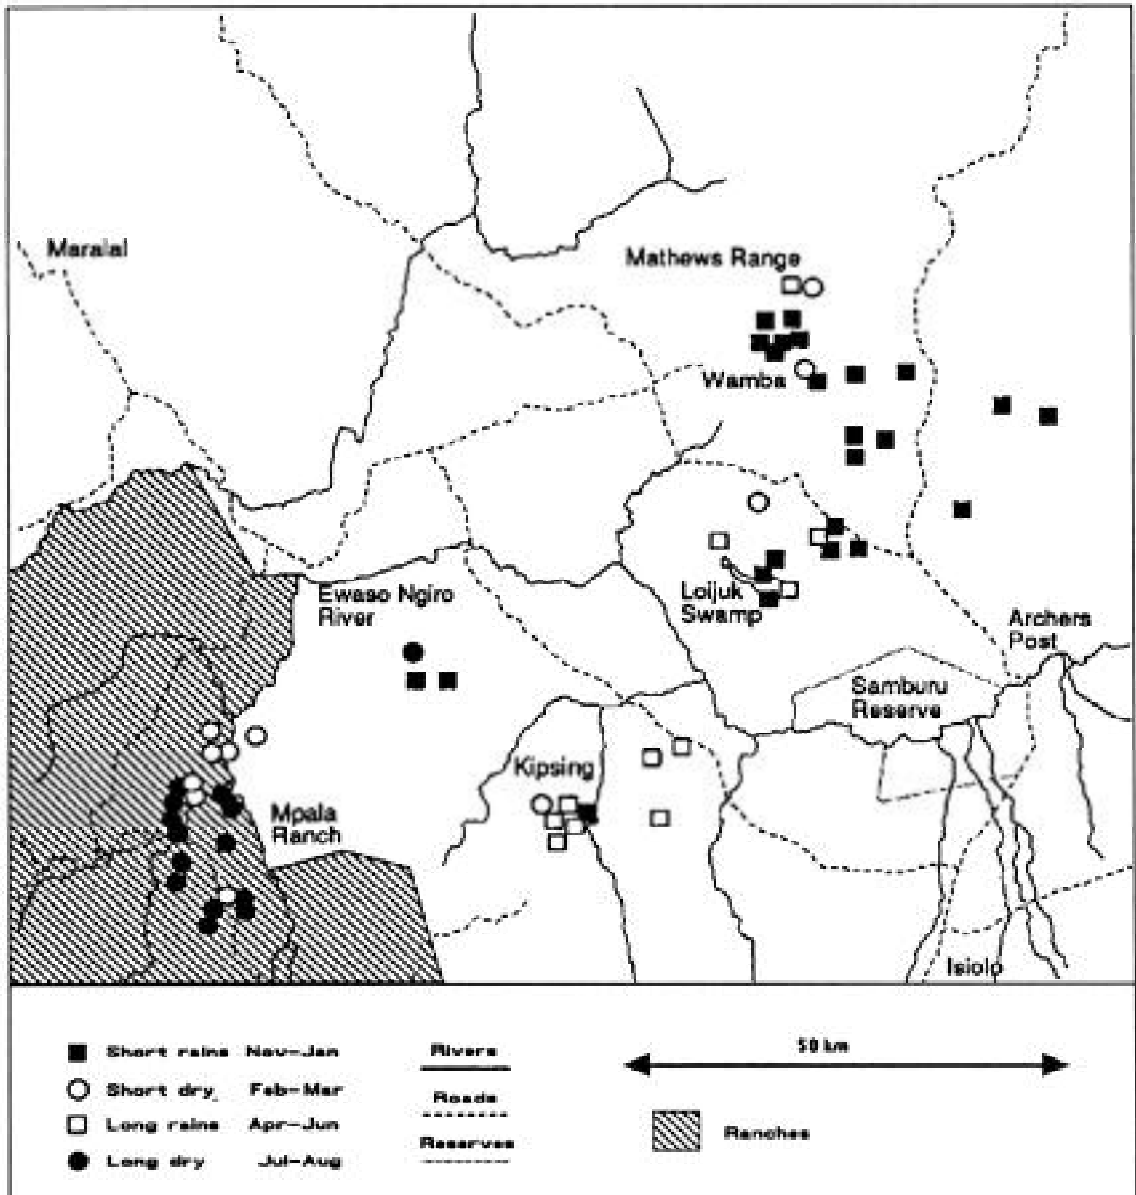 Maralal
Mathews Range
Wamba
Ewaso Ngiro
River
Loijuk
Swamp
Archers
Post
Samburu
Reserve
Kipsing
Mpala
Ranch
Isiolo
Short rains Nov-Jan
Short dry Feb-Mar
Long rains Apr-Jun
Long dry Jul-Aug
Rivers
Roads
Reserves
50 km
Ranches